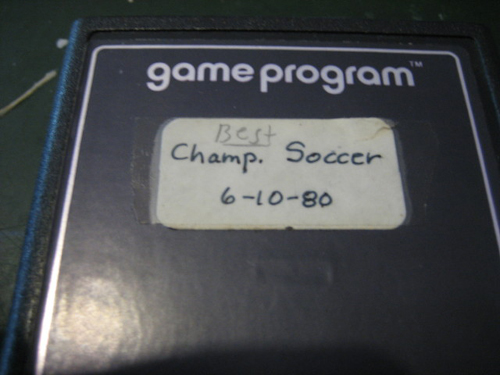 game program™
Best
Champ. Soccer
6-10-80